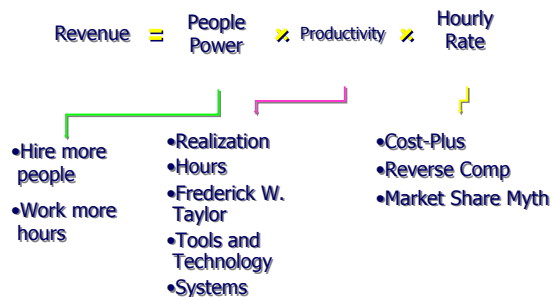 Revenue = People Power × Productivity × Hourly Rate
•Hire more
people
•Work more
hours
•Realization
•Hours
•Frederick W.
Taylor
•Tools and
Technology
•Systems
•Cost-Plus
•Reverse Comp
•Market Share Myth